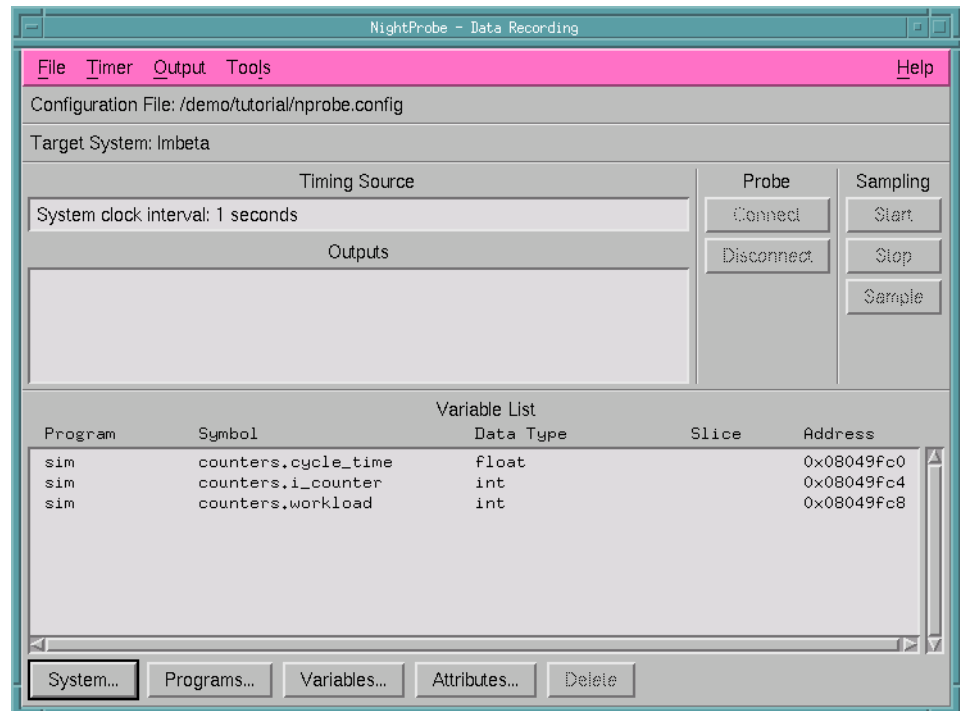 NightProbe - Data Recording
File Timer Output Tools Help
Configuration File: /demo/tutorial/nprobe.config
Target System: lmbeta
Timing Source
System clock interval: 1 seconds
Outputs
Probe
Connect
Disconnect
Sampling
Start
Stop
Sample
Variable List
Program Symbol Data Type Slice Address
sim counters.cycle_time float 0x08049fc0
sim counters.i_counter int 0x08049fc4
sim counters.workload int 0x08049fc8
System... Programs... Variables... Attributes... Delete